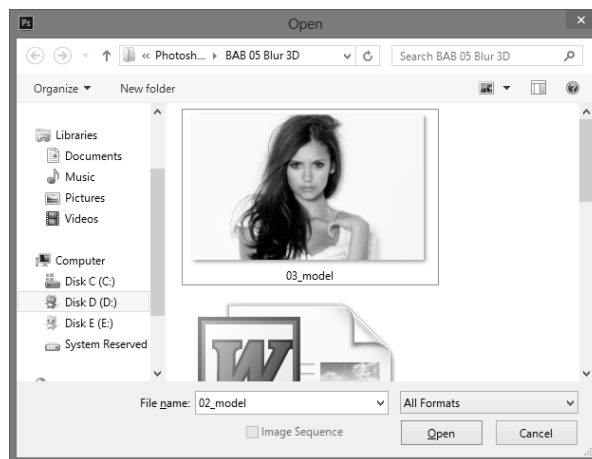 Ps
Open
« Photosh... ▸ BAB 05 Blur 3D
Search BAB 05 Blur 3D
Organize
New folder
Libraries
Documents
Music
Pictures
Videos
Computer
Disk C (C:)
Disk D (D:)
Disk E (E:)
System Reserved
03_model
W
File name: 02_model
All Formats
Image Sequence
Open
Cancel